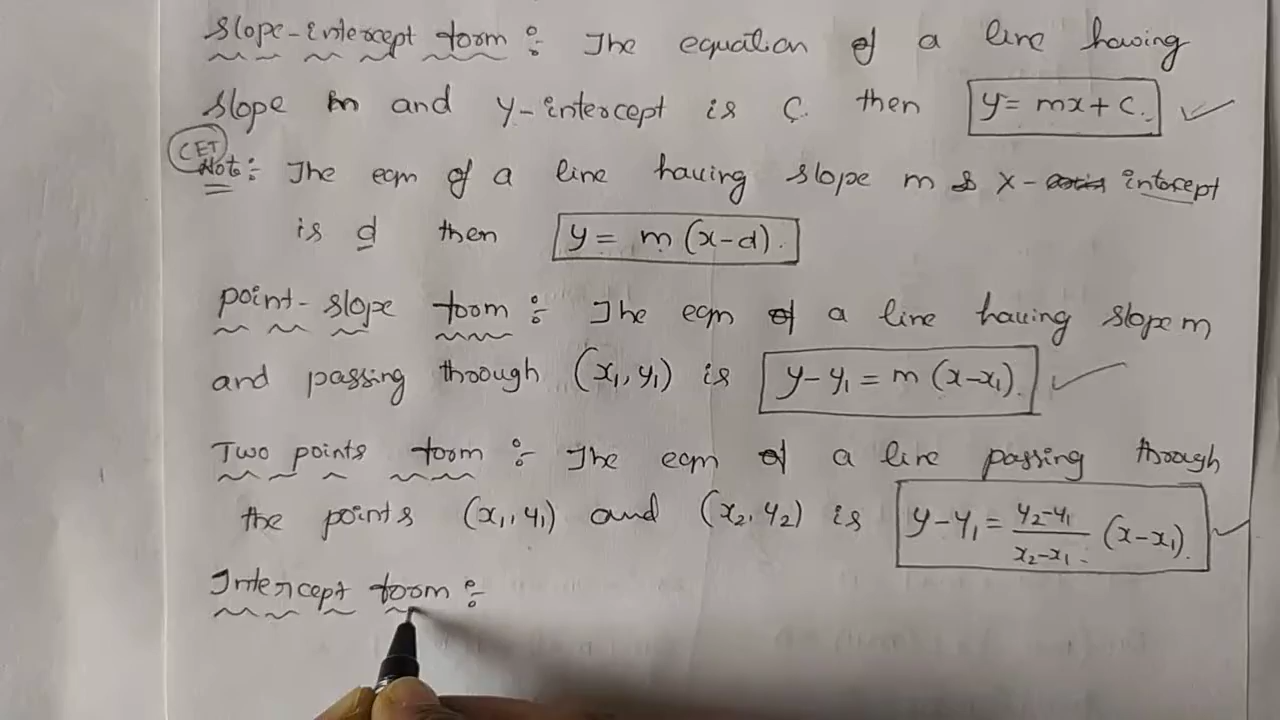 Slope-intercept form :- The equation of a line having
slope m and y-intercept is C. then y = mx + c.
CET
Note :- The eqn of a line having slope m & x- intercept
is d then y = m (x-d).
point-slope form :- The eqn of a line having slope m
and passing through (x₁, y₁) is y-y₁ = m (x-x₁).
Two points form :- The eqn of a line passing through
the points (x₁, y₁) and (x₂, y₂) is y-y₁ = y₂-y₁/x₂-x₁ (x-x₁).
Intercept form :-